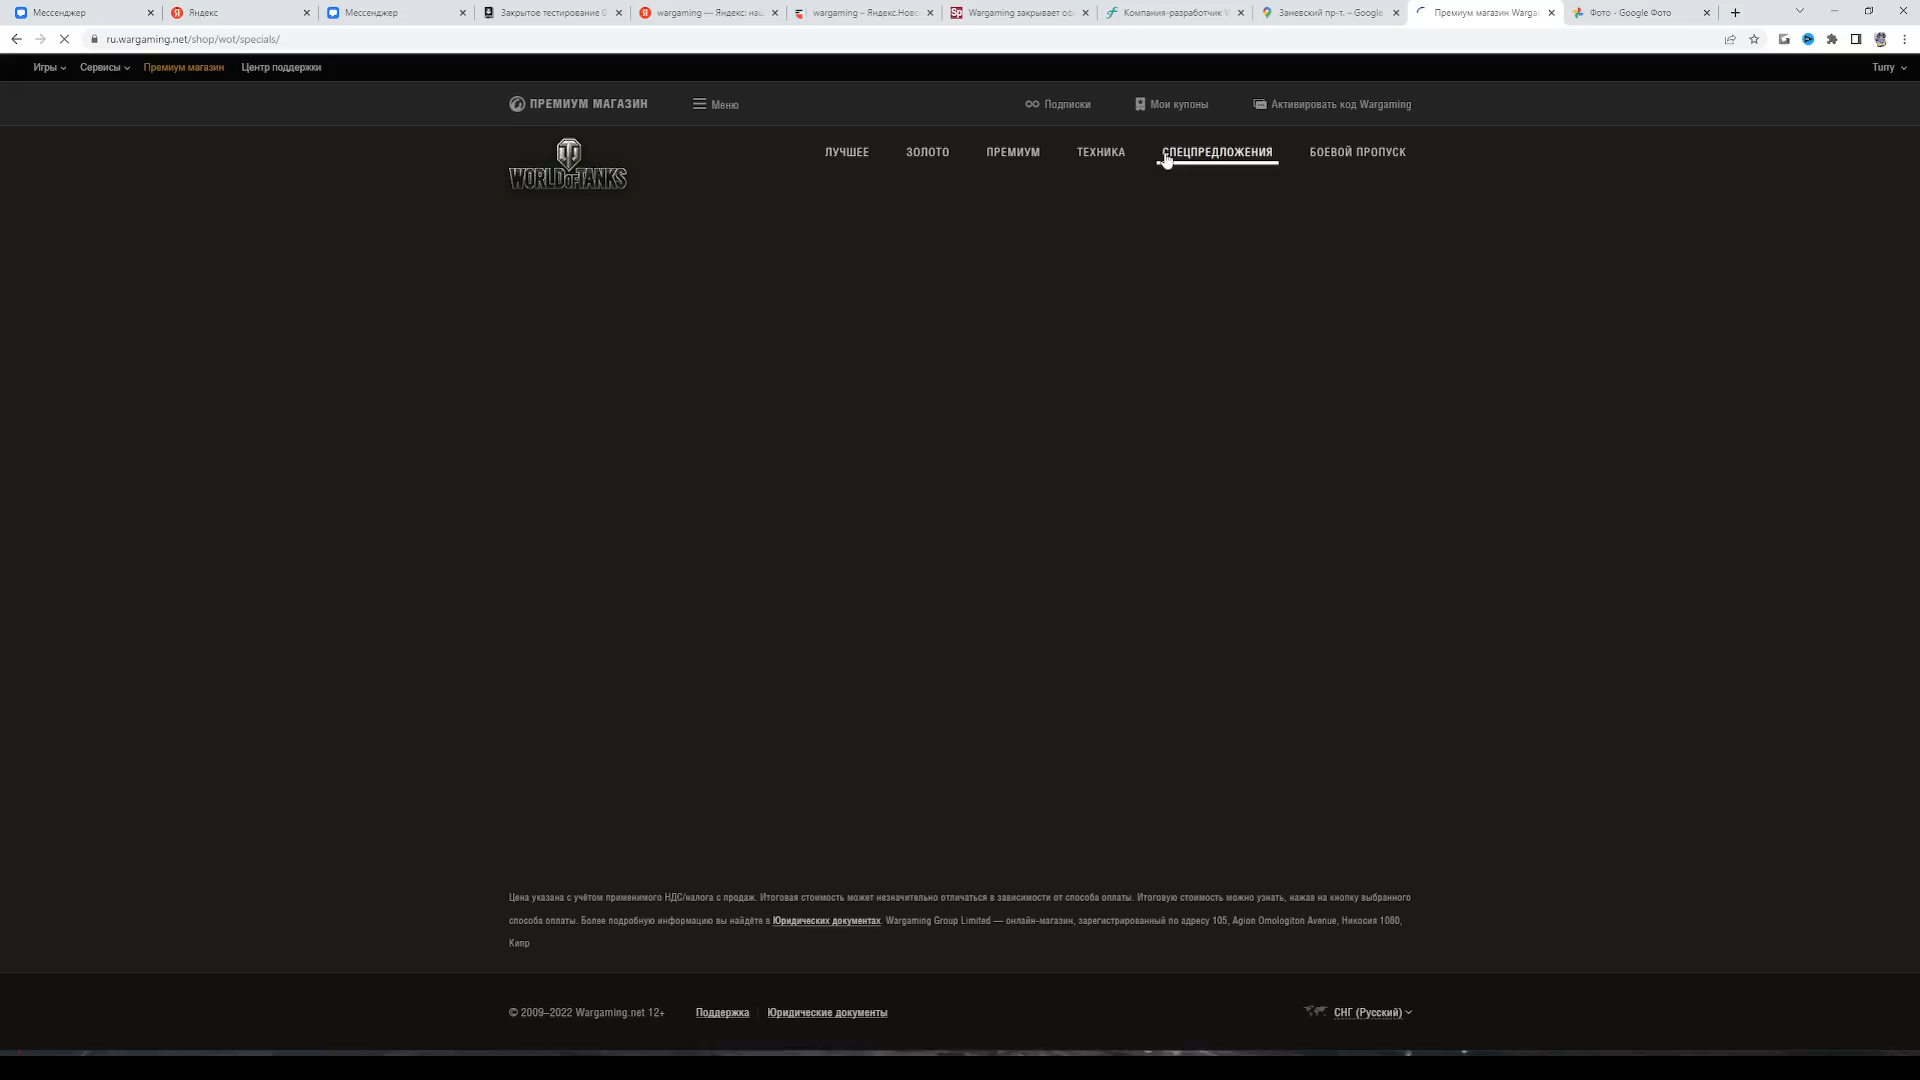 Мессенджер
Яндекс
Мессенджер
Закрытое тестирование 0
wargaming — Яндекс: наш
wargaming – Яндекс.Ново
Wargaming закрывает оф
Компания-разработчик W
Заневский пр-т. – Google
Премиум магазин Wargam
Фото - Google Фото
ru.wargaming.net/shop/wot/specials/
Игры Сервисы Премиум магазин Центр поддержки Turry
ПРЕМИУМ МАГАЗИН Меню Подписки Мои купоны Активировать код Wargaming
WORLD OF TANKS
ЛУЧШЕЕ ЗОЛОТО ПРЕМИУМ ТЕХНИКА СПЕЦПРЕДЛОЖЕНИЯ БОЕВОЙ ПРОПУСК
Цена указана с учётом применимого НДС/налога с продаж. Итоговая стоимость может незначительно отличаться в зависимости от способа оплаты. Итоговую стоимость можно узнать, нажав на кнопку выбранного
способа оплаты. Более подробную информацию вы найдёте в Юридических документах. Wargaming Group Limited — онлайн-магазин, зарегистрированный по адресу 105, Agion Omologiton Avenue, Никосия 1080,
Кипр
© 2009–2022 Wargaming.net 12+ Поддержка Юридические документы СНГ (Русский)